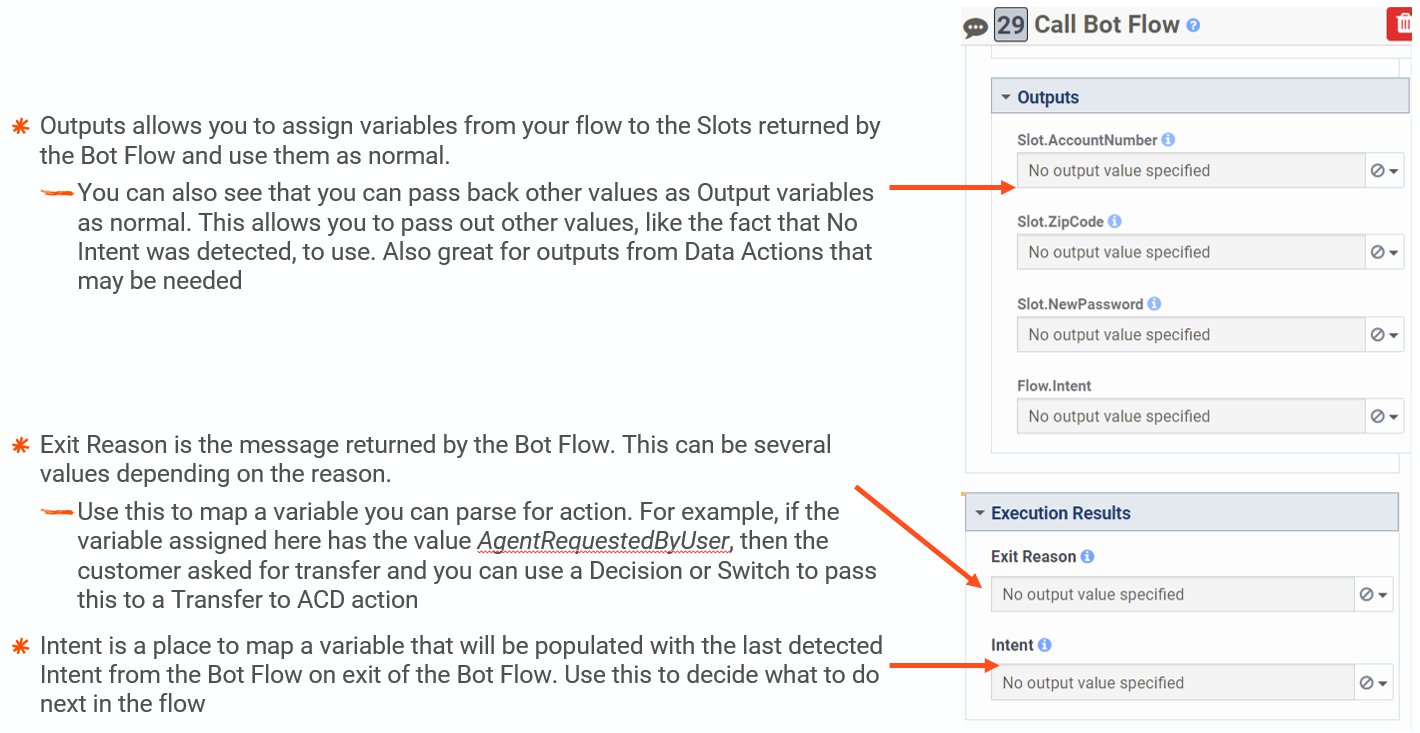 Outputs allows you to assign variables from your flow to the Slots returned by
the Bot Flow and use them as normal.
You can also see that you can pass back other values as Output variables
as normal. This allows you to pass out other values, like the fact that No
Intent was detected, to use. Also great for outputs from Data Actions that
may be needed
Exit Reason is the message returned by the Bot Flow. This can be several
values depending on the reason.
Use this to map a variable you can parse for action. For example, if the
variable assigned here has the value AgentRequestedByUser, then the
customer asked for transfer and you can use a Decision or Switch to pass
this to a Transfer to ACD action
Intent is a place to map a variable that will be populated with the last detected
Intent from the Bot Flow on exit of the Bot Flow. Use this to decide what to do
next in the flow
29 Call Bot Flow
Outputs
Slot.AccountNumber
No output value specified
Slot.ZipCode
No output value specified
Slot.NewPassword
No output value specified
Flow.Intent
No output value specified
Execution Results
Exit Reason
No output value specified
Intent
No output value specified